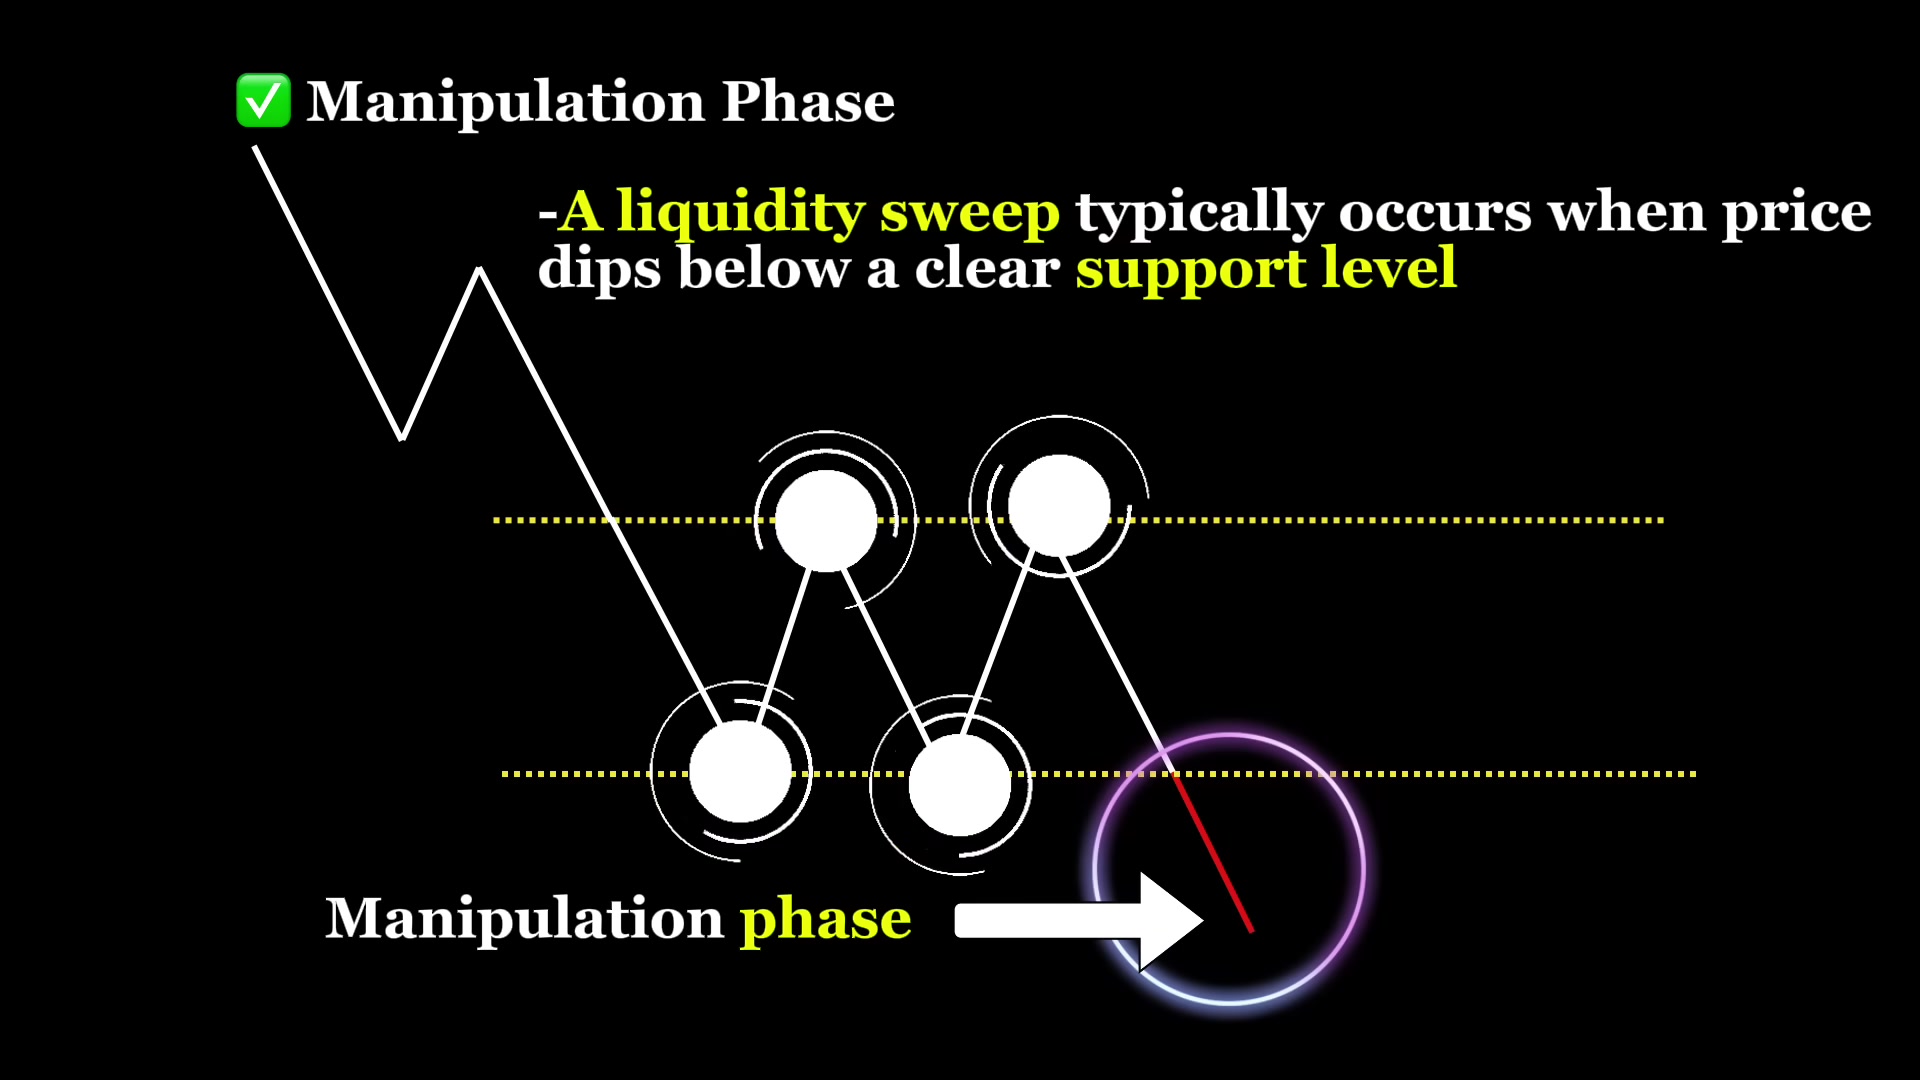 ✅ Manipulation Phase
-A liquidity sweep typically occurs when price
dips below a clear support level
Manipulation phase